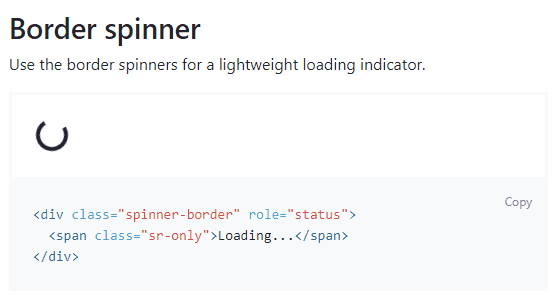 Border spinner
Use the border spinners for a lightweight loading indicator.
Copy
<div class="spinner-border" role="status">
  <span class="sr-only">Loading...</span>
</div>